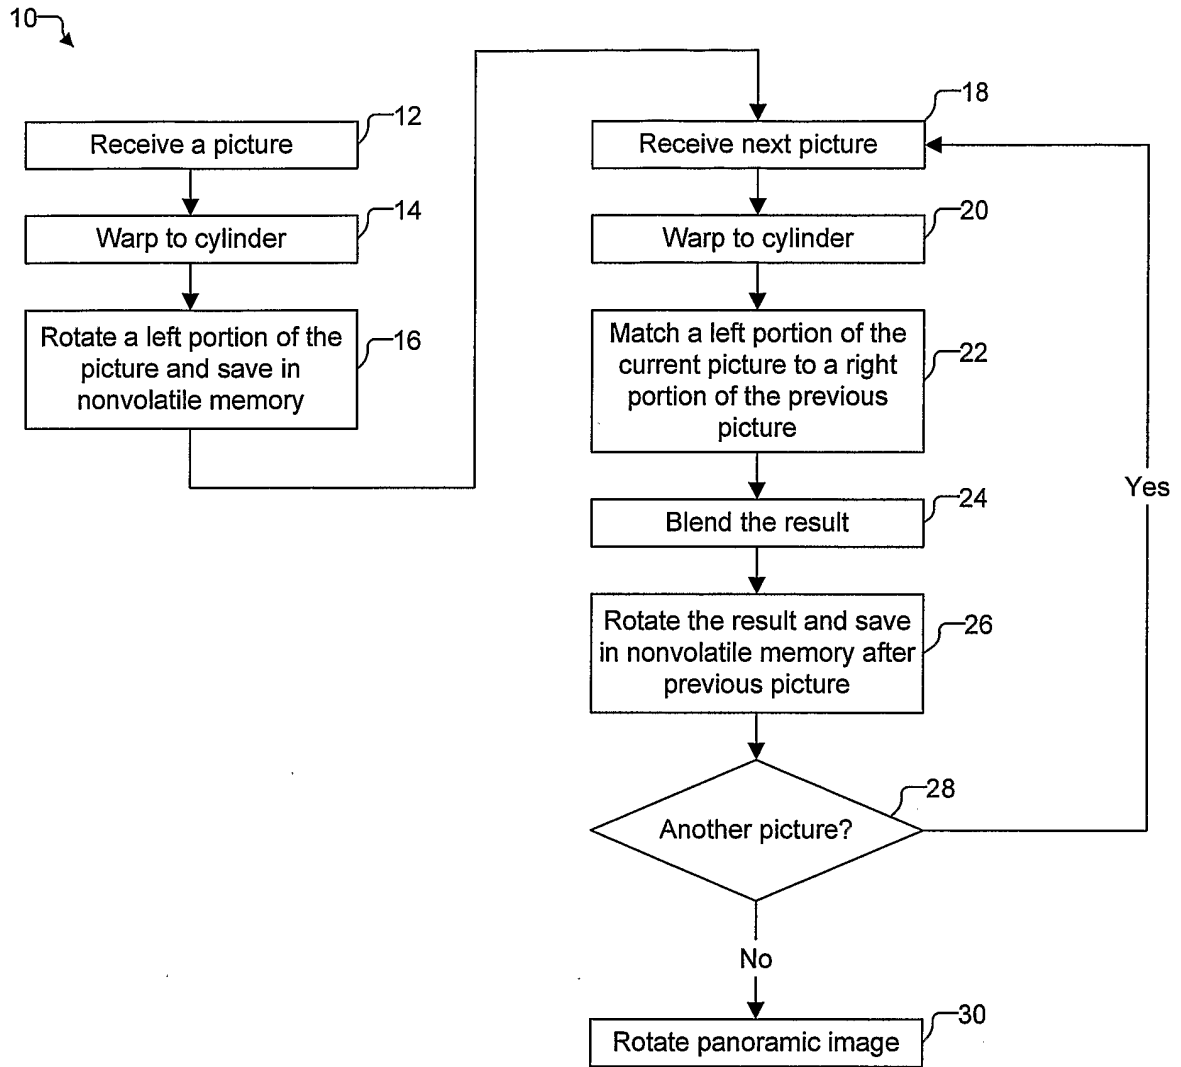 10
12
Receive a picture
14
Warp to cylinder
16
Rotate a left portion of the
picture and save in
nonvolatile memory
18
Receive next picture
20
Warp to cylinder
22
Match a left portion of the
current picture to a right
portion of the previous
picture
24
Blend the result
26
Rotate the result and save
in nonvolatile memory after
previous picture
28
Another picture?
Yes
No
30
Rotate panoramic image